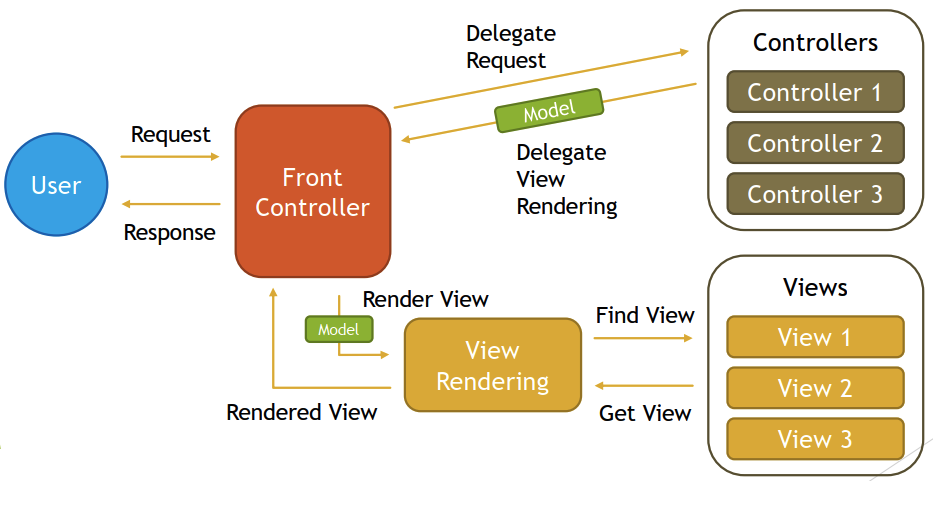 Delegate
Request
Controllers
Controller 1
Controller 2
Controller 3
Model
Delegate
View
Rendering
Request
User
Response
Front
Controller
Render View
Model
View
Rendering
Rendered View
Find View
Get View
Views
View 1
View 2
View 3